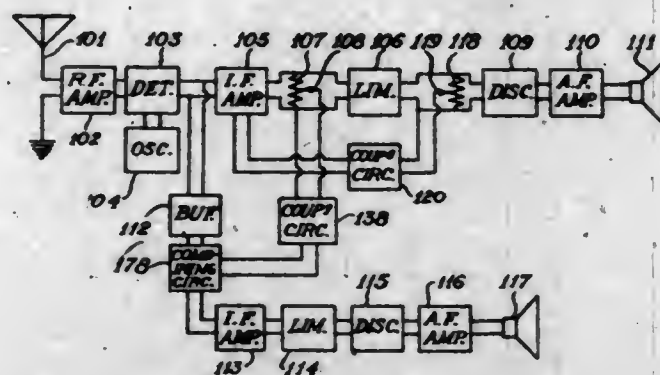 103 105 107 108 106 119 118 109 110 111
101
R.F.
AMP.
DET.
I.F.
AMP.
LIM.
DISC.
A.F.
AMP.
102
OSC.
COUP'G
CIRC.
104
120
112
BUF.
COUP'G
CIRC.
138
178
COMB
INING
CIRC.
115 116 117
I.F.
AMP.
LIM.
DISC.
A.F.
AMP.
113 114